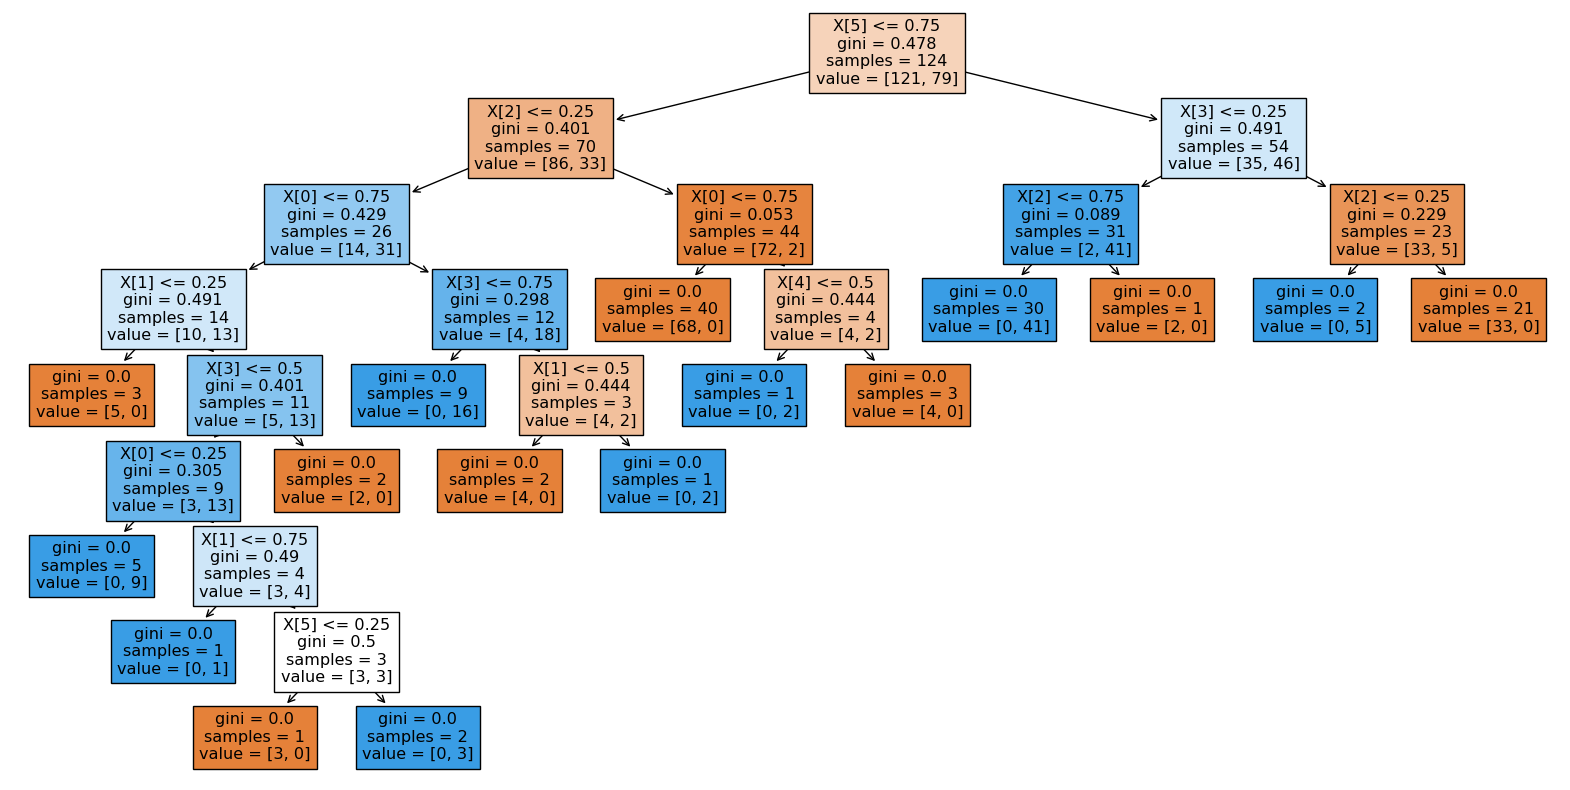 X[5] <= 0.75
gini = 0.478
samples = 124
value = [121, 79]
X[2] <= 0.25
gini = 0.401
samples = 70
value = [86, 33]
X[3] <= 0.25
gini = 0.491
samples = 54
value = [35, 46]
X[0] <= 0.75
gini = 0.429
samples = 26
value = [14, 31]
X[0] <= 0.75
gini = 0.053
samples = 44
value = [72, 2]
X[2] <= 0.75
gini = 0.089
samples = 31
value = [2, 41]
X[2] <= 0.25
gini = 0.229
samples = 23
value = [33, 5]
X[1] <= 0.25
gini = 0.491
samples = 14
value = [10, 13]
X[3] <= 0.75
gini = 0.298
samples = 12
value = [4, 18]
gini = 0.0
samples = 40
value = [68, 0]
X[4] <= 0.5
gini = 0.444
samples = 4
value = [4, 2]
gini = 0.0
samples = 30
value = [0, 41]
gini = 0.0
samples = 1
value = [2, 0]
gini = 0.0
samples = 2
value = [0, 5]
gini = 0.0
samples = 21
value = [33, 0]
gini = 0.0
samples = 3
value = [5, 0]
X[3] <= 0.5
gini = 0.401
samples = 11
value = [5, 13]
gini = 0.0
samples = 9
value = [0, 16]
X[1] <= 0.5
gini = 0.444
samples = 3
value = [4, 2]
gini = 0.0
samples = 1
value = [0, 2]
gini = 0.0
samples = 3
value = [4, 0]
X[0] <= 0.25
gini = 0.305
samples = 9
value = [3, 13]
gini = 0.0
samples = 2
value = [2, 0]
gini = 0.0
samples = 2
value = [4, 0]
gini = 0.0
samples = 1
value = [0, 2]
gini = 0.0
samples = 5
value = [0, 9]
X[1] <= 0.75
gini = 0.49
samples = 4
value = [3, 4]
gini = 0.0
samples = 1
value = [0, 1]
X[5] <= 0.25
gini = 0.5
samples = 3
value = [3, 3]
gini = 0.0
samples = 1
value = [3, 0]
gini = 0.0
samples = 2
value = [0, 3]